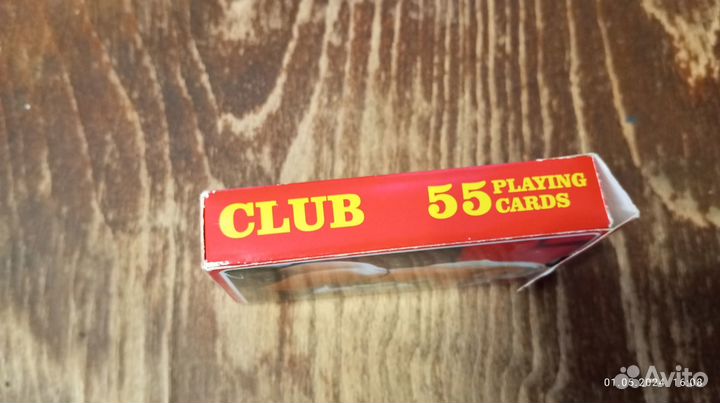 CLUB 55 PLAYING
CARDS
Avito
01.05.2024 16:08